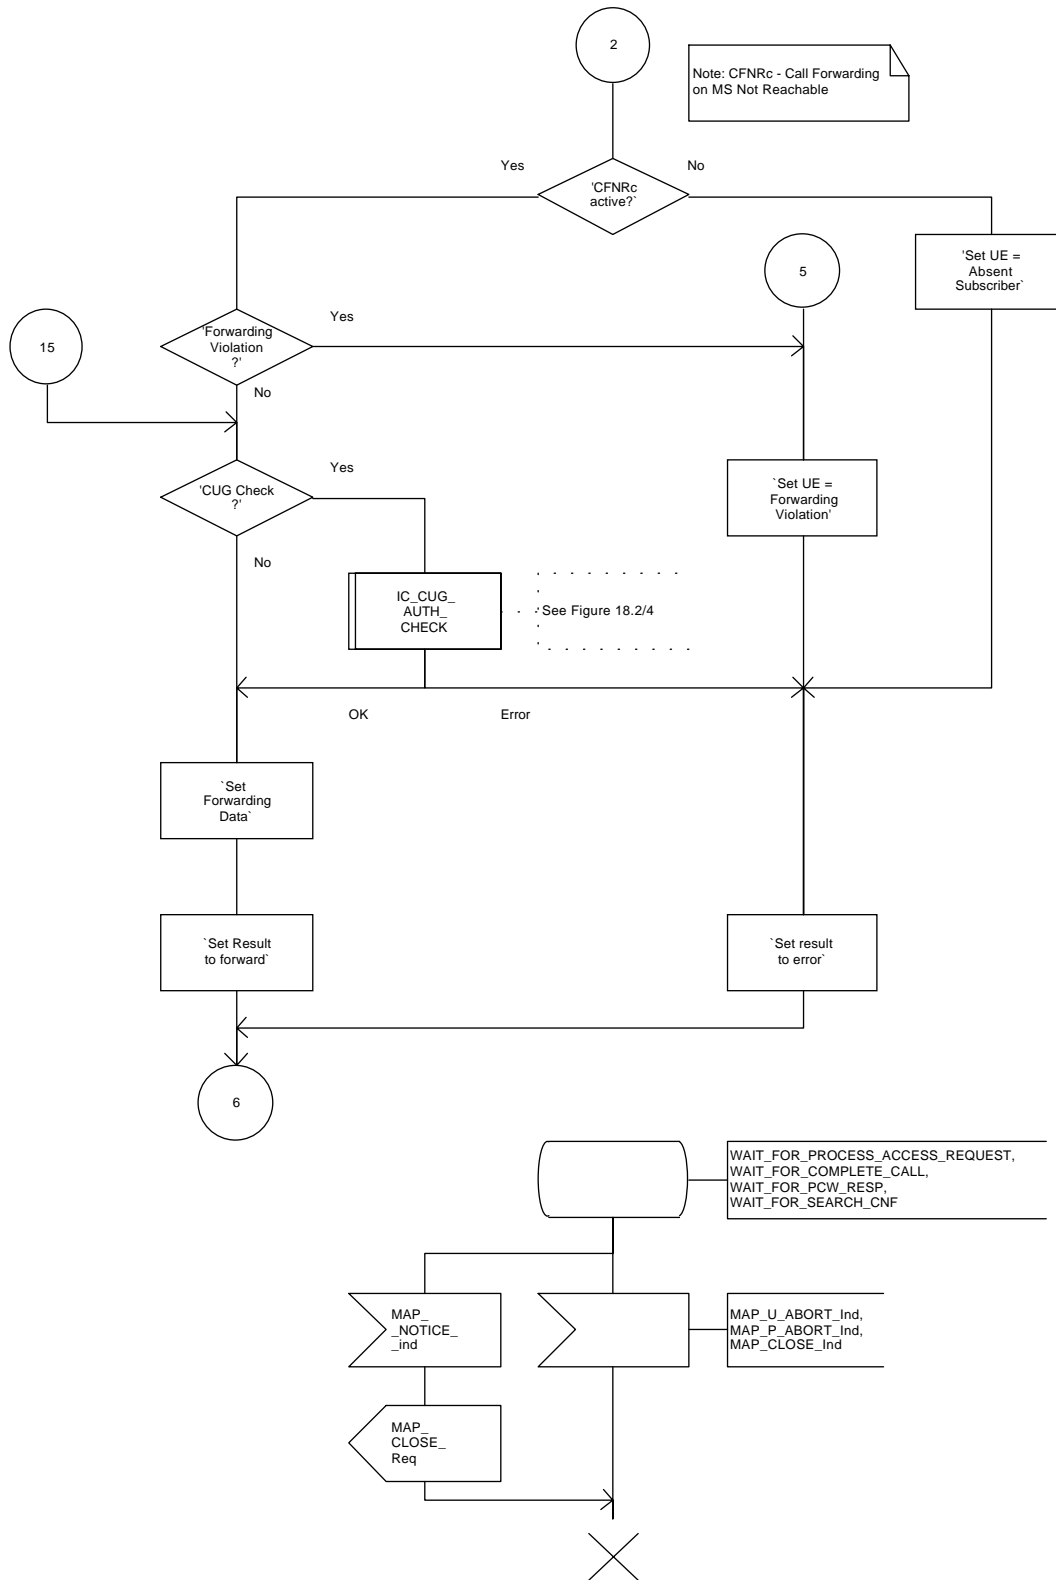 2
Note: CFNRc - Call Forwarding
on MS Not Reachable
Yes
No
'CFNRc
active?`
5
'Set UE =
Absent
Subscriber`
15
'Forwarding
Violation
?'
Yes
No
'CUG Check
?'
Yes
No
`Set UE =
Forwarding
Violation'
IC_CUG_
AUTH_
CHECK
See Figure 18.2/4
OK
Error
`Set
Forwarding
Data`
`Set Result
to forward`
`Set result
to error`
6
WAIT_FOR_PROCESS_ACCESS_REQUEST,
WAIT_FOR_COMPLETE_CALL,
WAIT_FOR_PCW_RESP,
WAIT_FOR_SEARCH_CNF
MAP_
_NOTICE_
_ind
MAP_U_ABORT_Ind,
MAP_P_ABORT_Ind,
MAP_CLOSE_Ind
MAP_
CLOSE_
Req